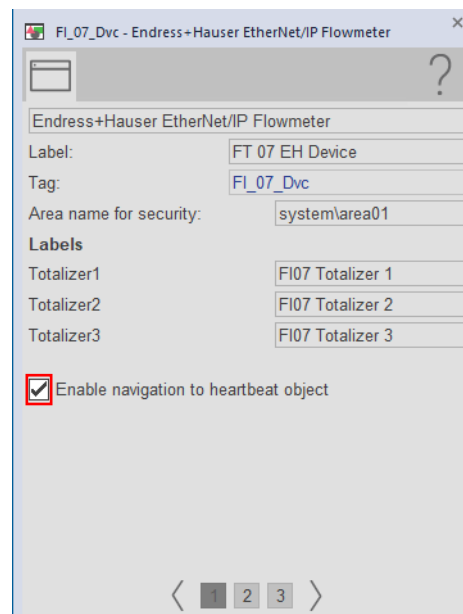 FI_07_Dvc - Endress+Hauser EtherNet/IP Flowmeter ×
?
Endress+Hauser EtherNet/IP Flowmeter
Label: FT 07 EH Device
Tag: FI_07_Dvc
Area name for security: system\area01
Labels
Totalizer1 FI07 Totalizer 1
Totalizer2 FI07 Totalizer 2
Totalizer3 FI07 Totalizer 3
Enable navigation to heartbeat object
1 2 3